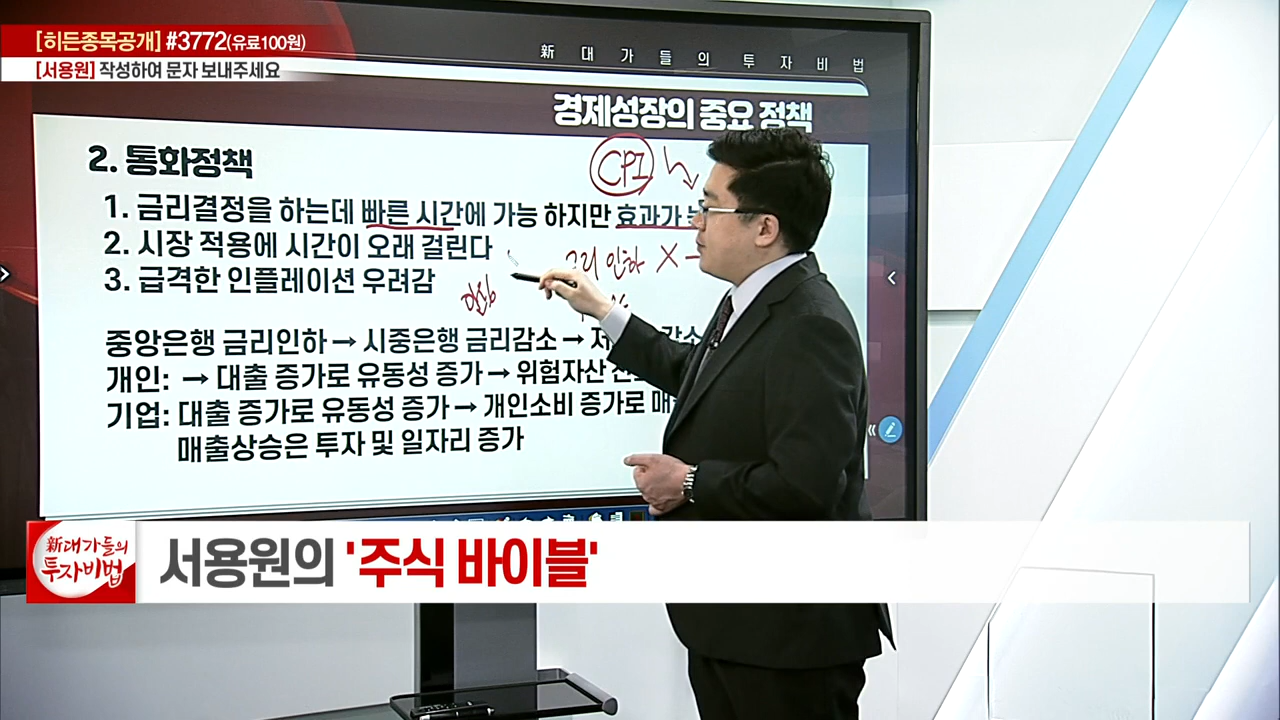 [히든종목공개] #3772(유료100원)
[서용원] 작성하여 문자 보내주세요
新 대 가 들 의 투 자 비 법
경제성장의 중요 정책
2. 통화정책
CPI
1. 금리결정을 하는데 빠른 시간에 가능 하지만 효과가
2. 시장 적용에 시간이 오래 걸린다
금리 인하 X
3. 급격한 인플레이션 우려감
중앙은행 금리인하 → 시중은행 금리감소 →
개인: → 대출 증가로 유동성 증가 → 위험자산
기업: 대출 증가로 유동성 증가 → 개인소비 증가로
매출상승은 투자 및 일자리 증가
新대가들의
투자비법
서용원의 '주식 바이블'